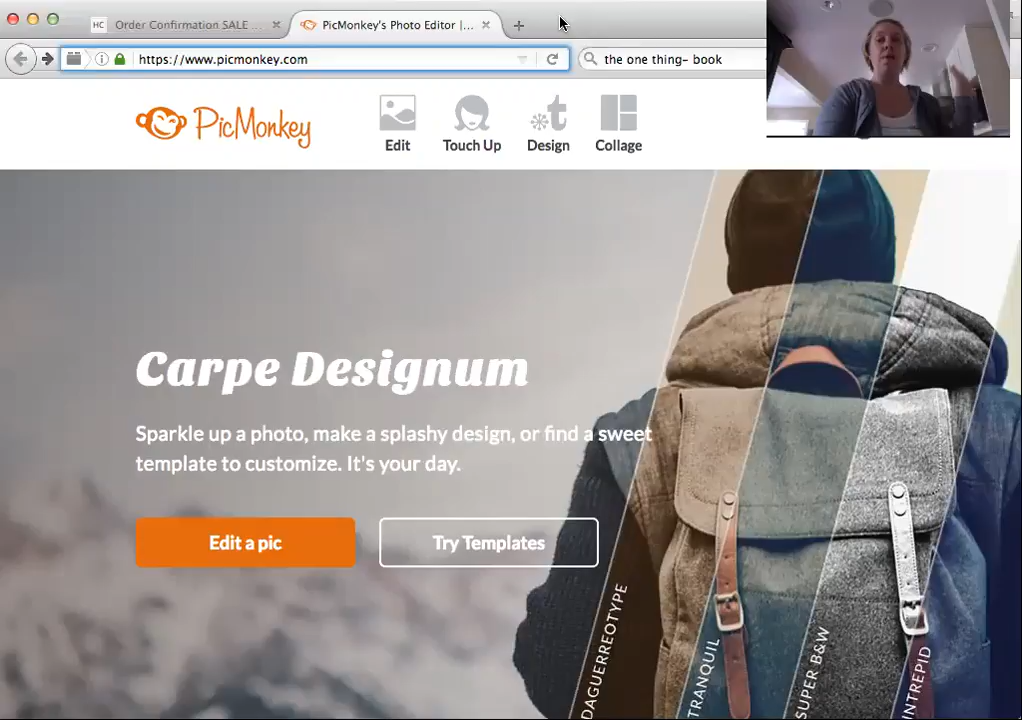 HC Order Confirmation SALE ...
PicMonkey's Photo Editor |...
https://www.picmonkey.com
the one thing- book
PicMonkey
Edit
Touch Up
Design
Collage
Carpe Designum
Sparkle up a photo, make a splashy design, or find a sweet
template to customize. It's your day.
Edit a pic
Try Templates
DAGUERREOTYPE
TRANQUIL
SUPER B&W
INTREPID